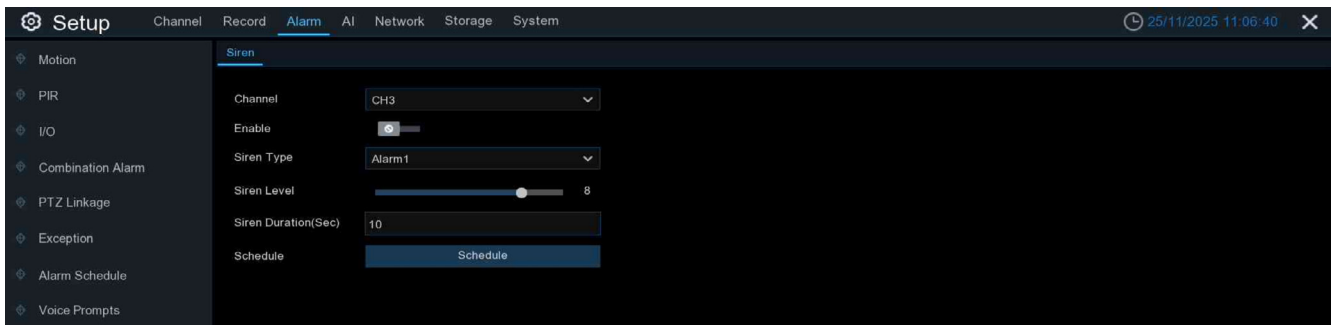 Setup Channel Record Alarm AI Network Storage System 25/11/2025 11:06:40
Motion
PIR
I/O
Combination Alarm
PTZ Linkage
Exception
Alarm Schedule
Voice Prompts
Siren
Channel CH3
Enable
Siren Type Alarm1
Siren Level 8
Siren Duration(Sec) 10
Schedule Schedule